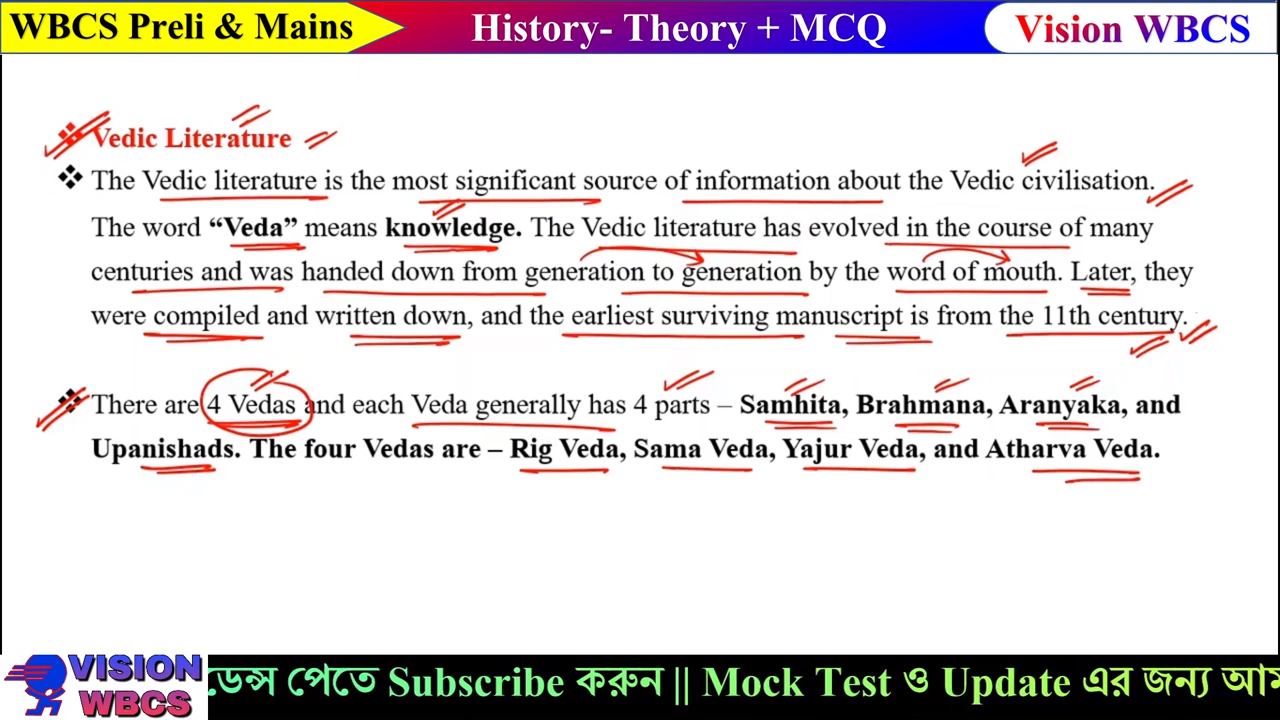 WBCS Preli & Mains
History- Theory + MCQ
Vision WBCS
Vedic Literature
The Vedic literature is the most significant source of information about the Vedic civilisation.
The word “Veda” means knowledge. The Vedic literature has evolved in the course of many
centuries and was handed down from generation to generation by the word of mouth. Later, they
were compiled and written down, and the earliest surviving manuscript is from the 11th century.
There are 4 Vedas and each Veda generally has 4 parts – Samhita, Brahmana, Aranyaka, and
Upanishads. The four Vedas are – Rig Veda, Sama Veda, Yajur Veda, and Atharva Veda.
VISION
WBCS
পেতে Subscribe করুন || Mock Test ও Update এর জন্য